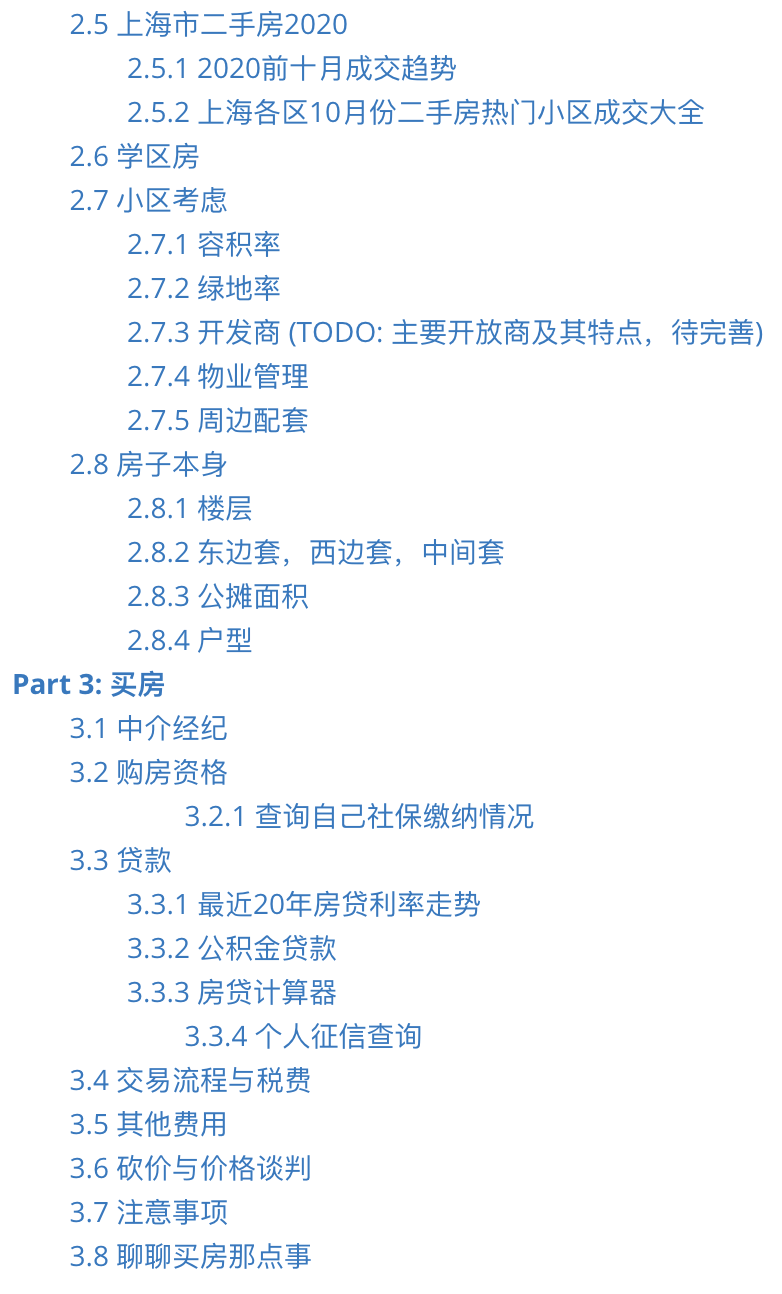 2.5 上海市二手房2020
2.5.1 2020前十月成交趋势
2.5.2 上海各区10月份二手房热门小区成交大全
2.6 学区房
2.7 小区考虑
2.7.1 容积率
2.7.2 绿地率
2.7.3 开发商 (TODO: 主要开放商及其特点，待完善)
2.7.4 物业管理
2.7.5 周边配套
2.8 房子本身
2.8.1 楼层
2.8.2 东边套，西边套，中间套
2.8.3 公摊面积
2.8.4 户型
Part 3: 买房
3.1 中介经纪
3.2 购房资格
3.2.1 查询自己社保缴纳情况
3.3 贷款
3.3.1 最近20年房贷利率走势
3.3.2 公积金贷款
3.3.3 房贷计算器
3.3.4 个人征信查询
3.4 交易流程与税费
3.5 其他费用
3.6 砍价与价格谈判
3.7 注意事项
3.8 聊聊买房那点事